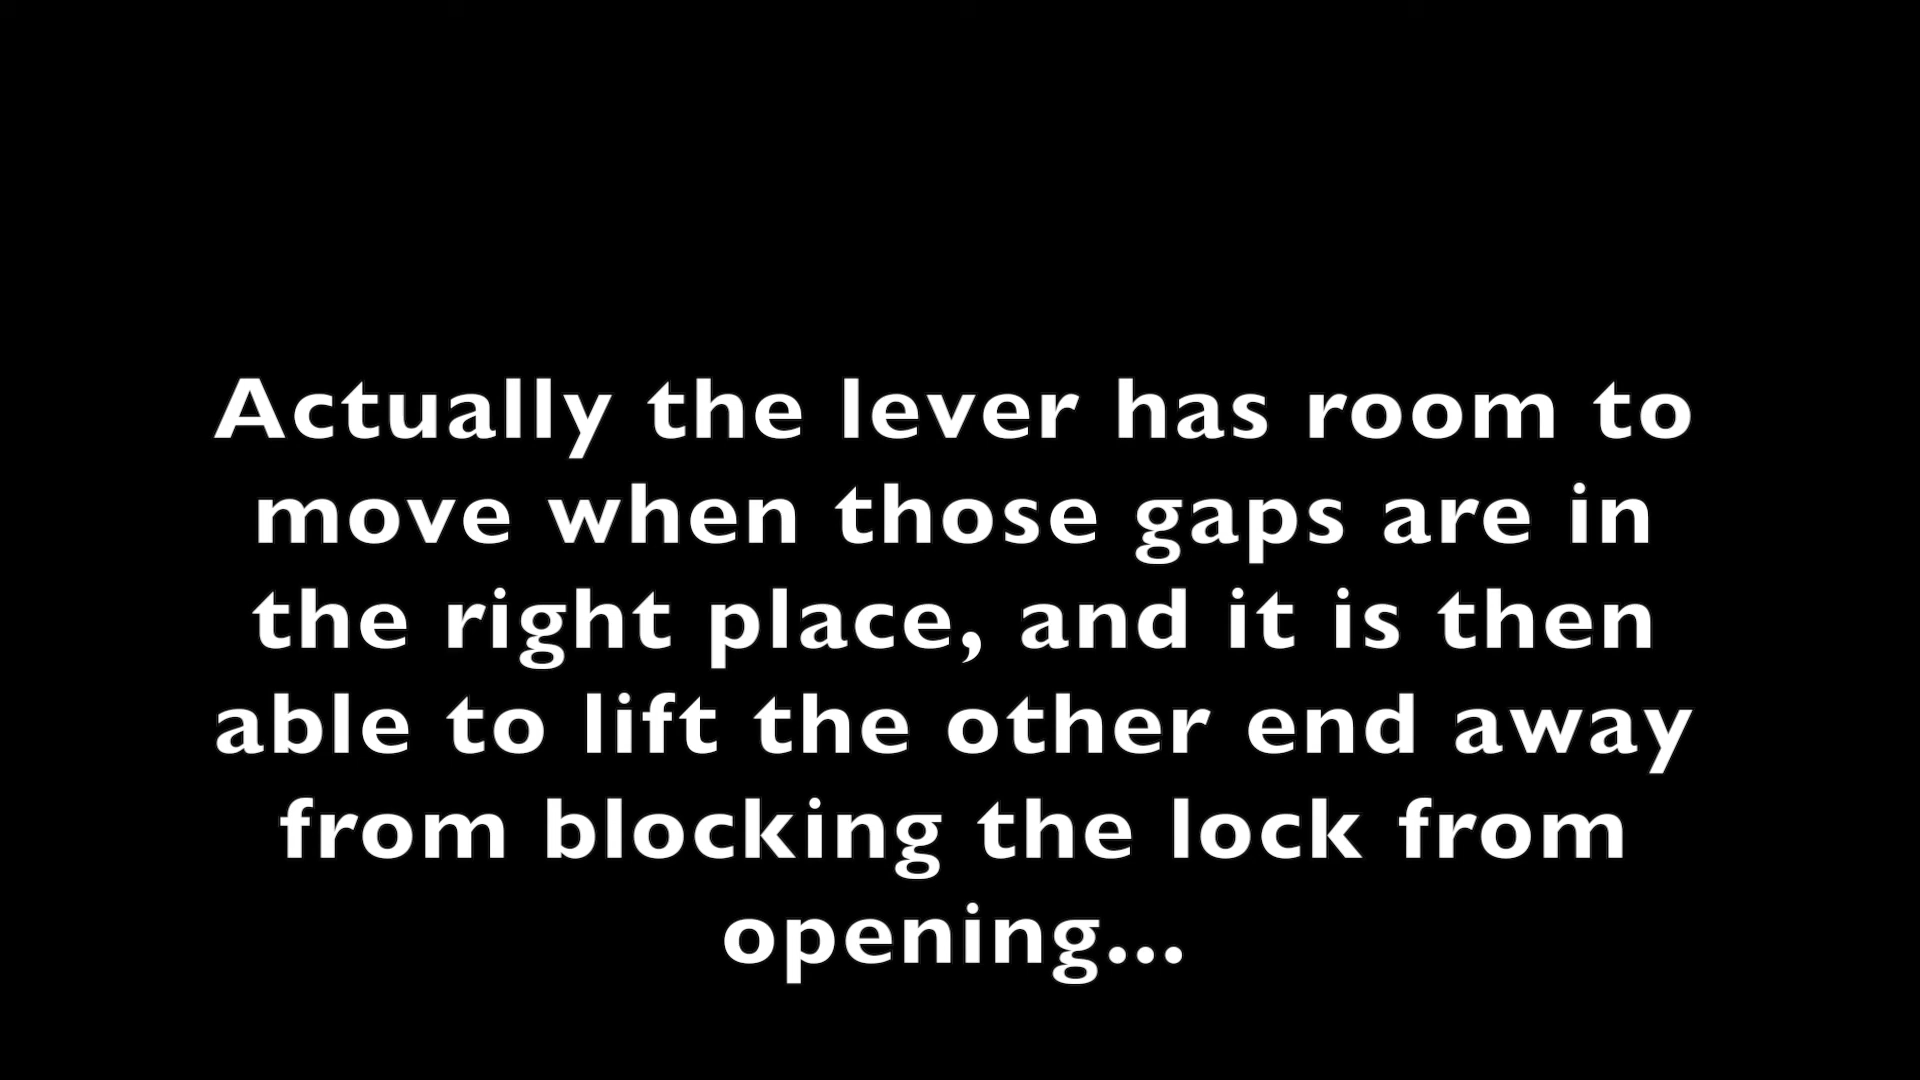 Actually the lever has room to
move when those gaps are in
the right place, and it is then
able to lift the other end away
from blocking the lock from
opening...